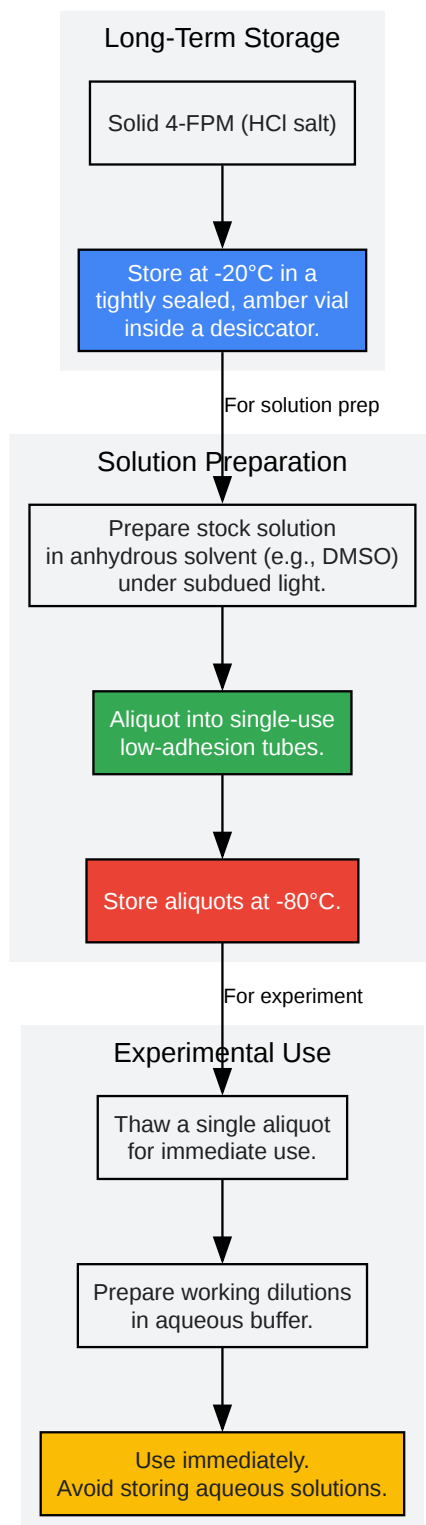 Long-Term Storage
Solid 4-FPM (HCl salt)
Store at -20°C in a
tightly sealed, amber vial
inside a desiccator.
For solution prep
Solution Preparation
Prepare stock solution
in anhydrous solvent (e.g., DMSO)
under subdued light.
Aliquot into single-use
low-adhesion tubes.
Store aliquots at -80°C.
For experiment
Experimental Use
Thaw a single aliquot
for immediate use.
Prepare working dilutions
in aqueous buffer.
Use immediately.
Avoid storing aqueous solutions.